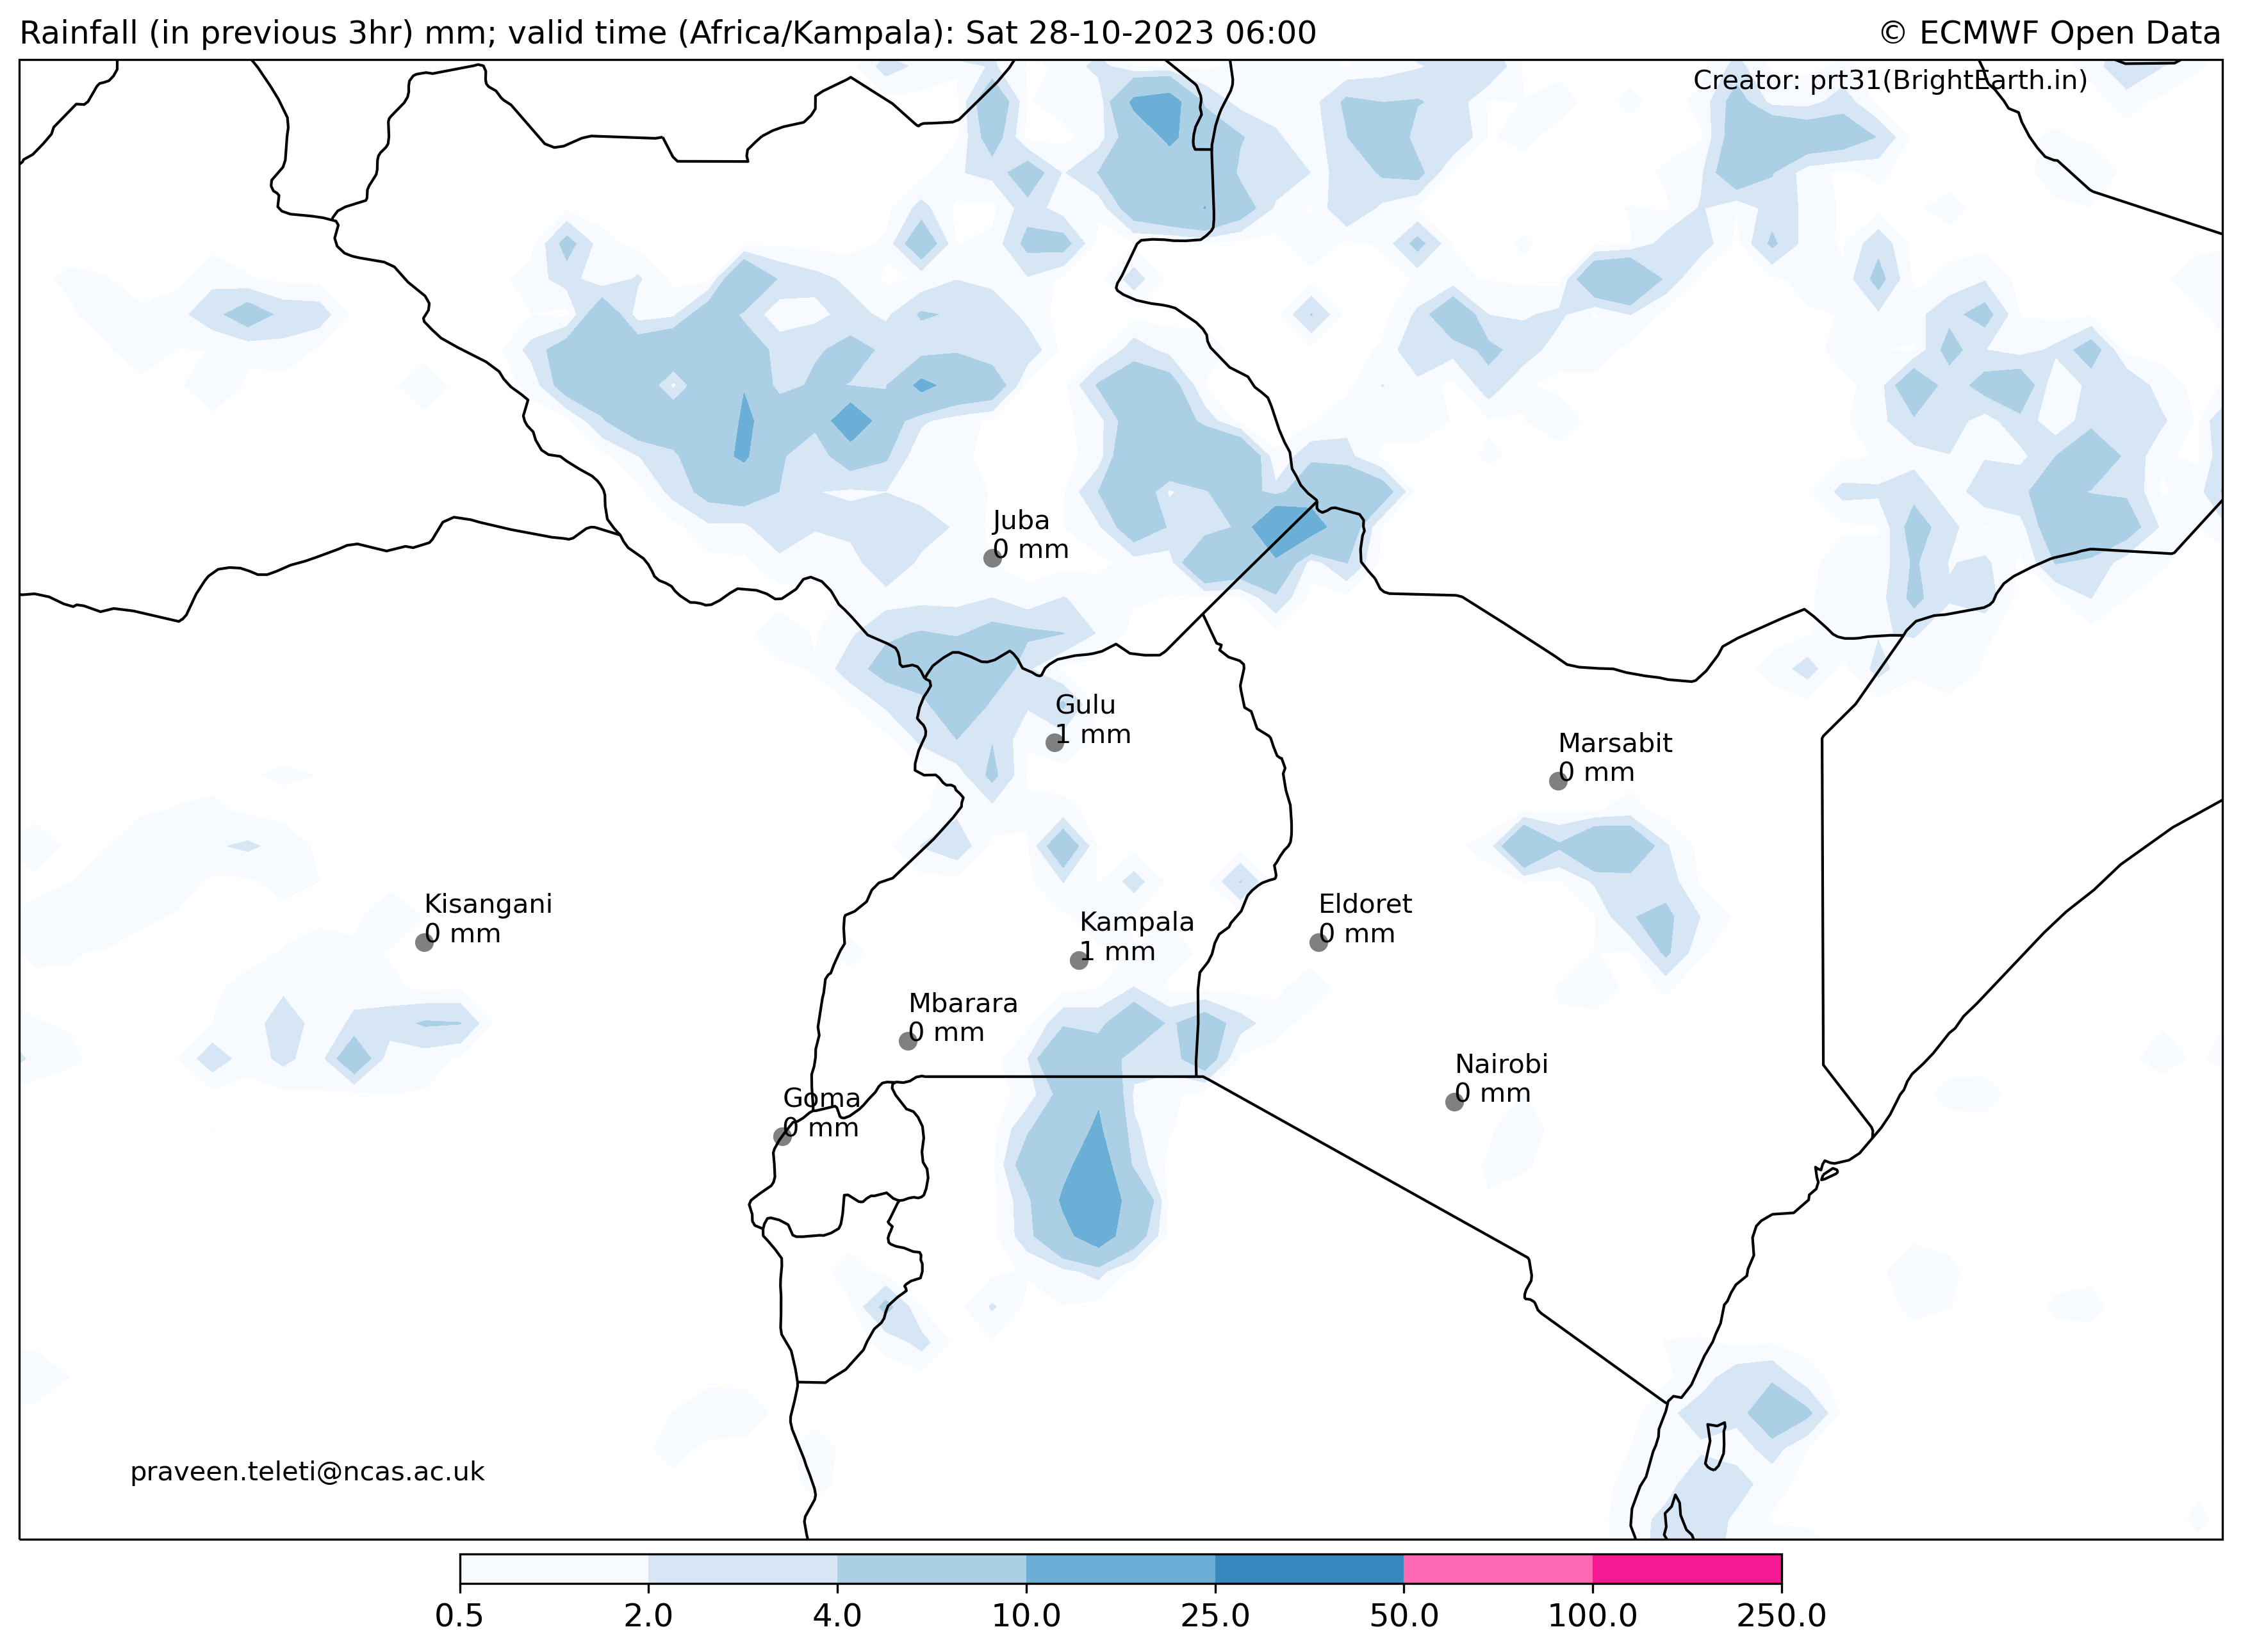 Rainfall (in previous 3hr) mm; valid time (Africa/Kampala): Sat 28-10-2023 06:00
© ECMWF Open Data
Creator: prt31(BrightEarth.in)
Juba
0 mm
Gulu
1 mm
Marsabit
0 mm
Kisangani
0 mm
Eldoret
0 mm
Kampala
1 mm
Mbarara
0 mm
Nairobi
0 mm
Goma
0 mm
praveen.teleti@ncas.ac.uk
0.5 2.0 4.0 10.0 25.0 50.0 100.0 250.0